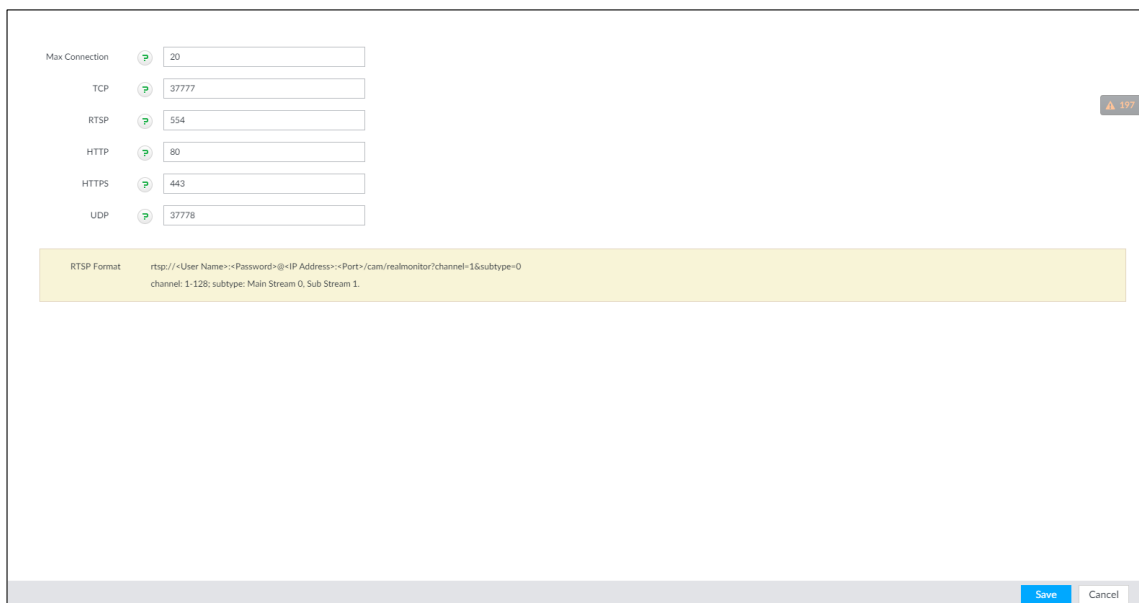 Max Connection ? 20
TCP ? 37777
197
RTSP ? 554
HTTP ? 80
HTTPS ? 443
UDP ? 37778
RTSP Format rtsp://<User Name>:<Password>@<IP Address>:<Port>/cam/realmonitor?channel=1&subtype=0
channel: 1-128; subtype: Main Stream 0, Sub Stream 1.
Save Cancel